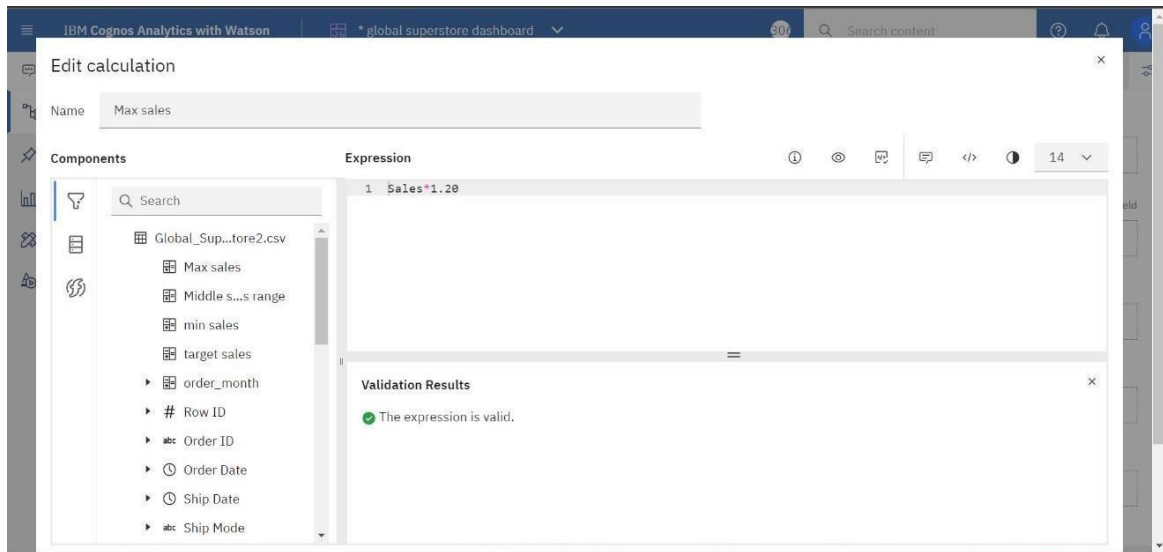 IBM Cognos Analytics with Watson
* global superstore dashboard
Search content
Edit calculation
Name
Max sales
Components
Expression
14
Search
1 Sales*1.20
Global_Sup...tore2.csv
Max sales
Middle s...s range
min sales
target sales
order_month
# Row ID
abc Order ID
Order Date
Ship Date
abc Ship Mode
Validation Results
The expression is valid.